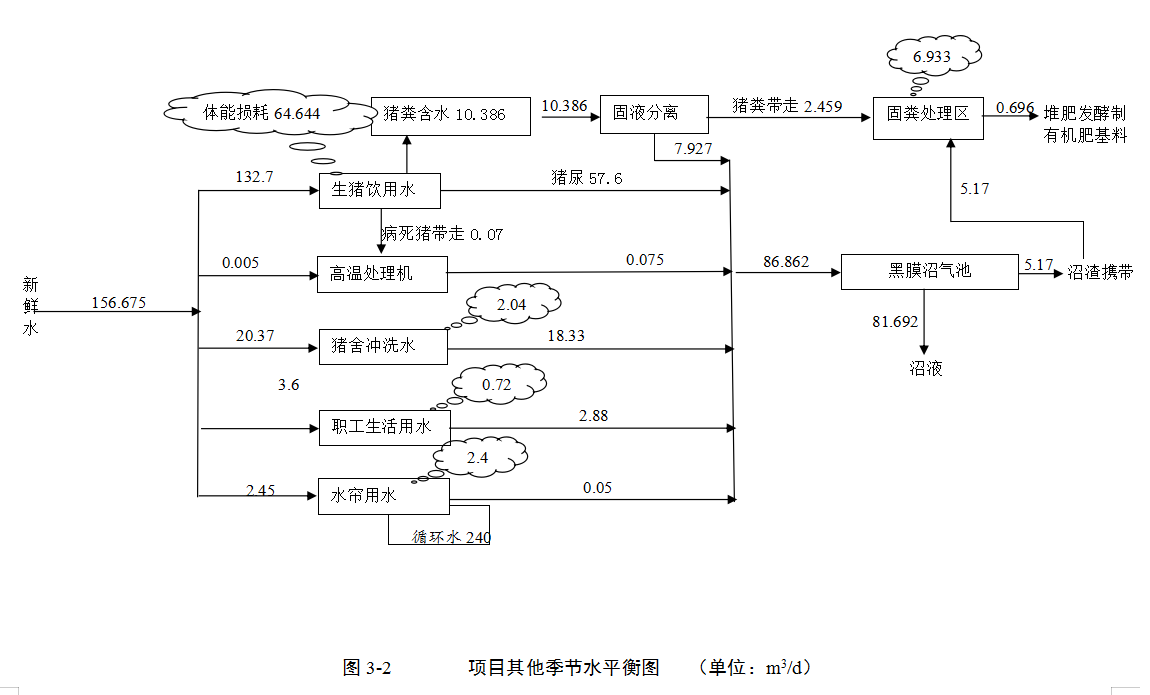 6.933
体能损耗 64.644
猪粪含水 10.386
10.386
固液分离
猪粪带走 2.459
固粪处理区
0.696
堆肥发酵制
有机肥基料
7.927
132.7
生猪饮用水
猪尿 57.6
5.17
病死猪带走 0.07
0.005
高温处理机
0.075
86.862
黑膜沼气池
5.17
沼渣携带
新
鲜
水
156.675
2.04
20.37
猪舍冲洗水
18.33
81.692
沼液
3.6
0.72
职工生活用水
2.88
2.4
2.45
水帘用水
0.05
循环水 240
图 3-2 项目其他季节水平衡图 （单位：m³/d）